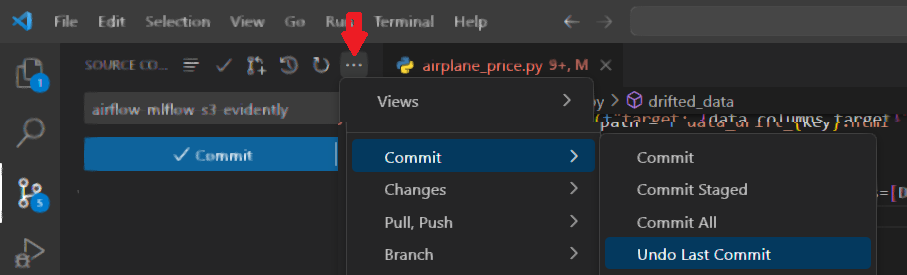 File Edit Selection View Go Run Terminal Help
SOURCE CO...
airplane_price.py 9+, M
airflow-mlflow-s3-evidently
Views
drifted_data
Commit
Commit
Changes
Pull, Push
Branch
Commit
Commit Staged
Commit All
Undo Last Commit
1
5